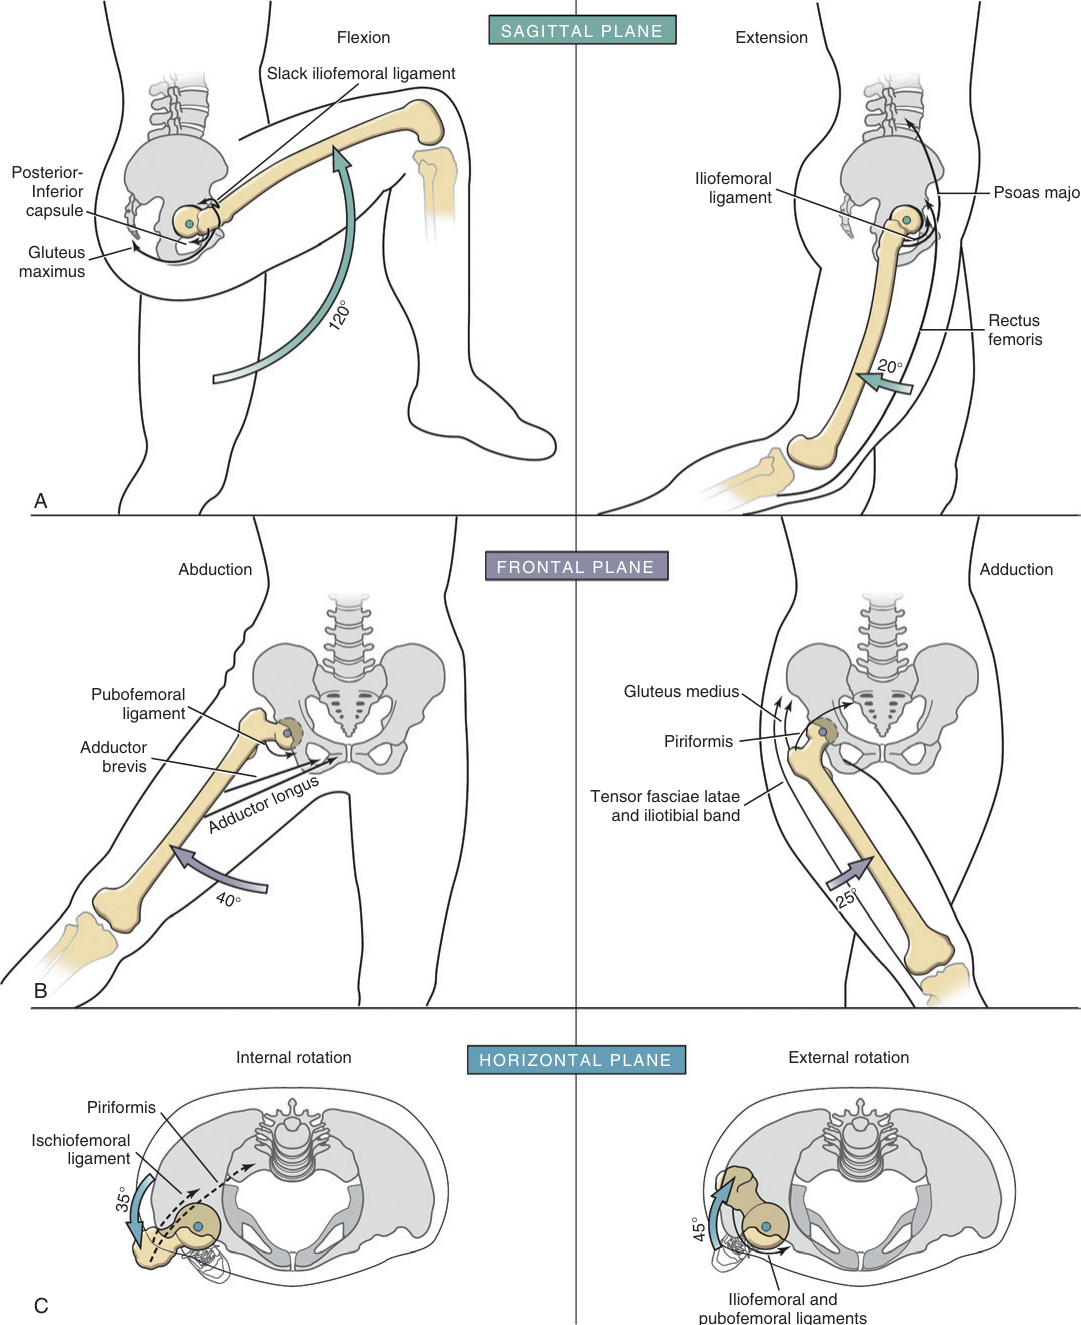 SAGITTAL PLANE
Flexion
Slack iliofemoral ligament
Posterior-
Inferior
capsule
Gluteus
maximus
120°
Extension
Iliofemoral
ligament
Psoas majo
Rectus
femoris
20°
A
FRONTAL PLANE
Abduction
Pubofemoral
ligament
Adductor
brevis
Adductor longus
40°
Adduction
Gluteus medius
Piriformis
Tensor fasciae latae
and iliotibial band
25°
B
HORIZONTAL PLANE
Internal rotation
Piriformis
Ischiofemoral
ligament
35°
External rotation
45°
Iliofemoral and
pubofemoral ligaments
C